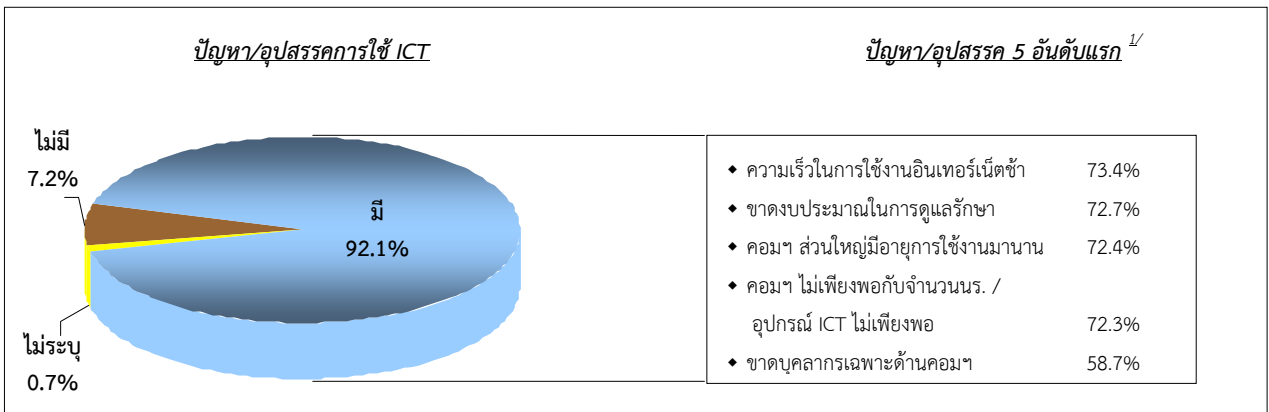 ปัญหา/อุปสรรคการใช้ ICT
ปัญหา/อุปสรรค 5 อันดับแรก 1/
ไม่มี
7.2%
มี
92.1%
ไม่ระบุ
0.7%
◆ ความเร็วในการใช้งานอินเทอร์เน็ตช้า 73.4%
◆ ขาดงบประมาณในการดูแลรักษา 72.7%
◆ คอมฯ ส่วนใหญ่มีอายุการใช้งานมานาน 72.4%
◆ คอมฯ ไม่เพียงพอกับจำนวนนร. /
อุปกรณ์ ICT ไม่เพียงพอ 72.3%
◆ ขาดบุคลากรเฉพาะด้านคอมฯ 58.7%